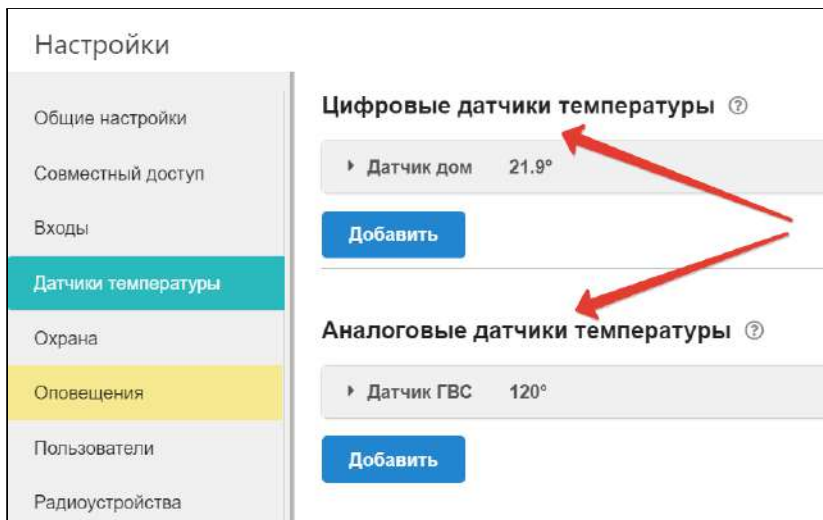 Настройки
Общие настройки
Совместный доступ
Входы
Датчики температуры
Охрана
Оповещения
Пользователи
Радиоустройства
Цифровые датчики температуры ?
Датчик дом 21.9°
Добавить
Аналоговые датчики температуры ?
Датчик ГВС 120°
Добавить